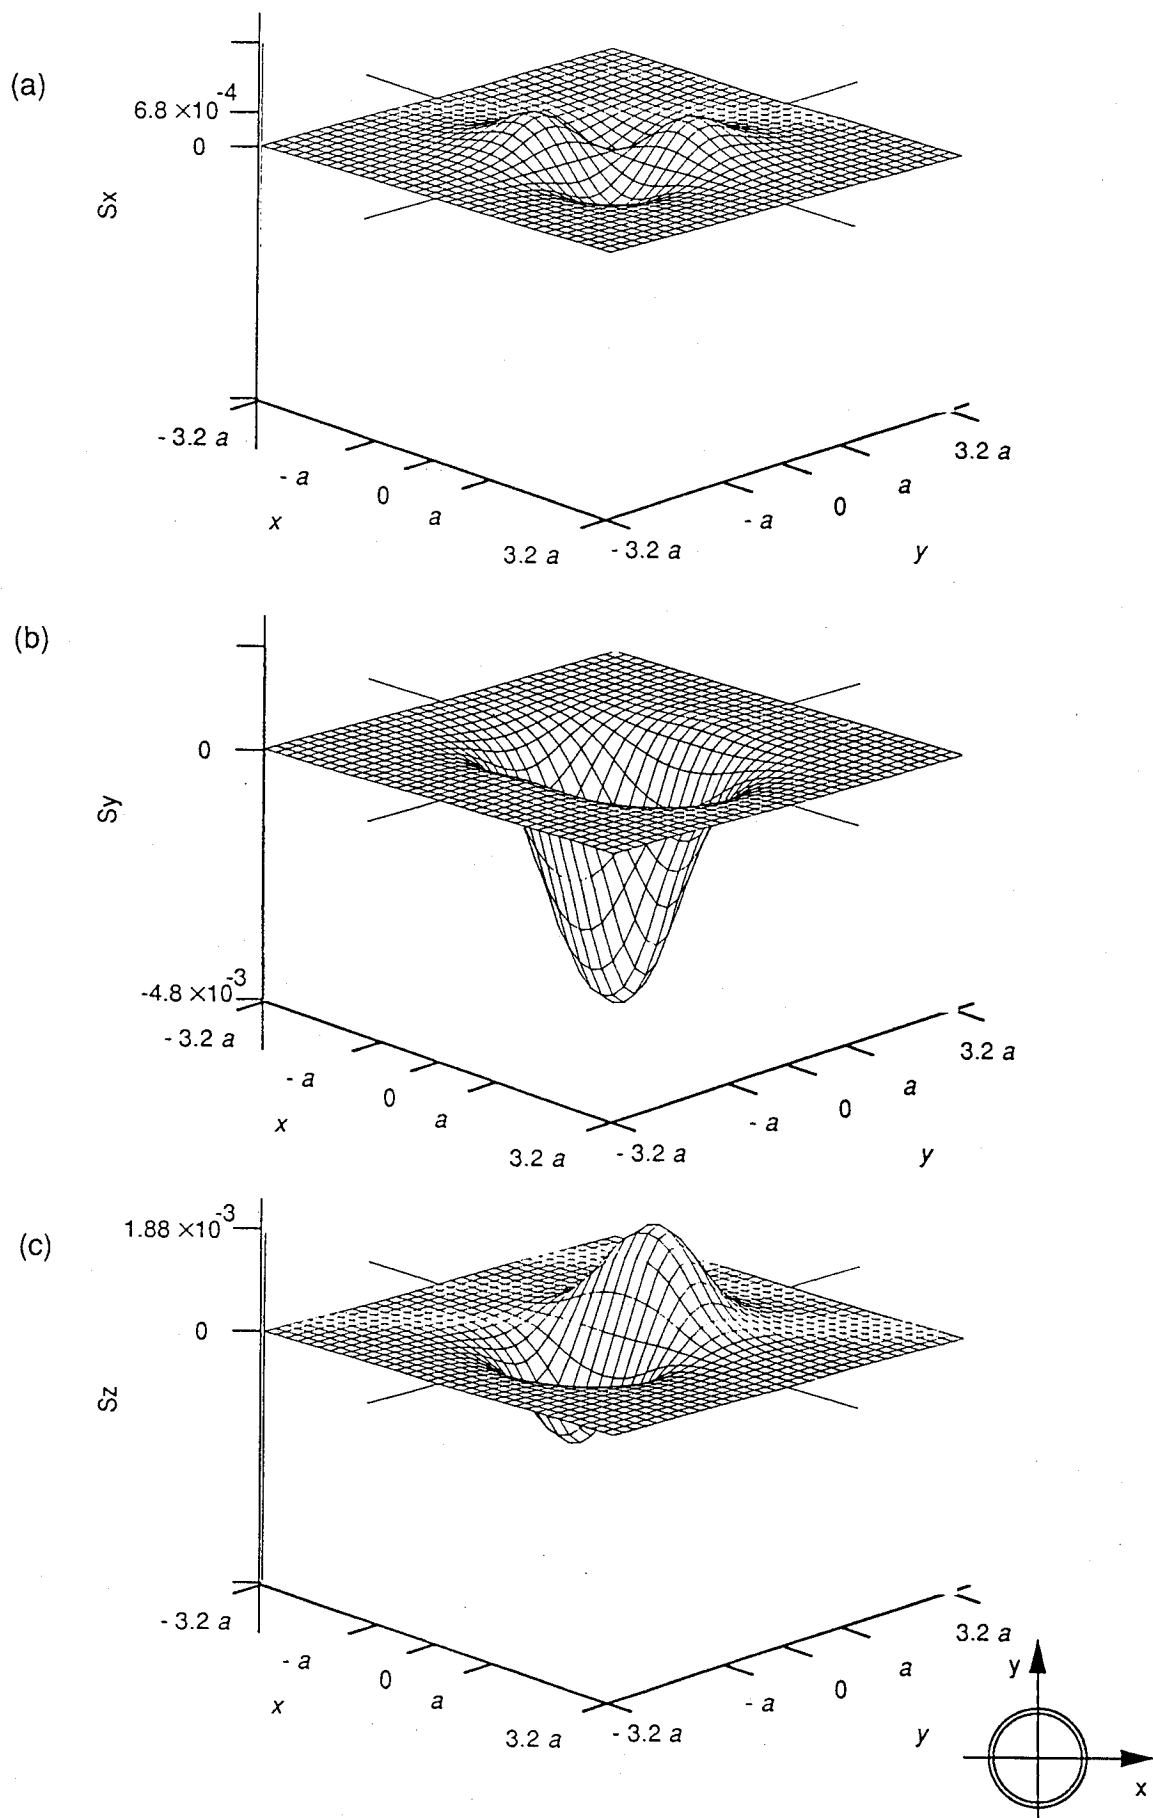 (a)
6.8 ×10-4
0
Sx
- 3.2 a
- a
0
a
3.2 a
x
- 3.2 a
- a
0
a
3.2 a
y
(b)
0
Sy
-4.8 ×10-3
- 3.2 a
- a
0
a
3.2 a
x
- 3.2 a
- a
0
a
3.2 a
y
(c)
1.88 ×10-3
0
Sz
- 3.2 a
- a
0
a
3.2 a
x
- 3.2 a
- a
0
a
3.2 a
y
y
x